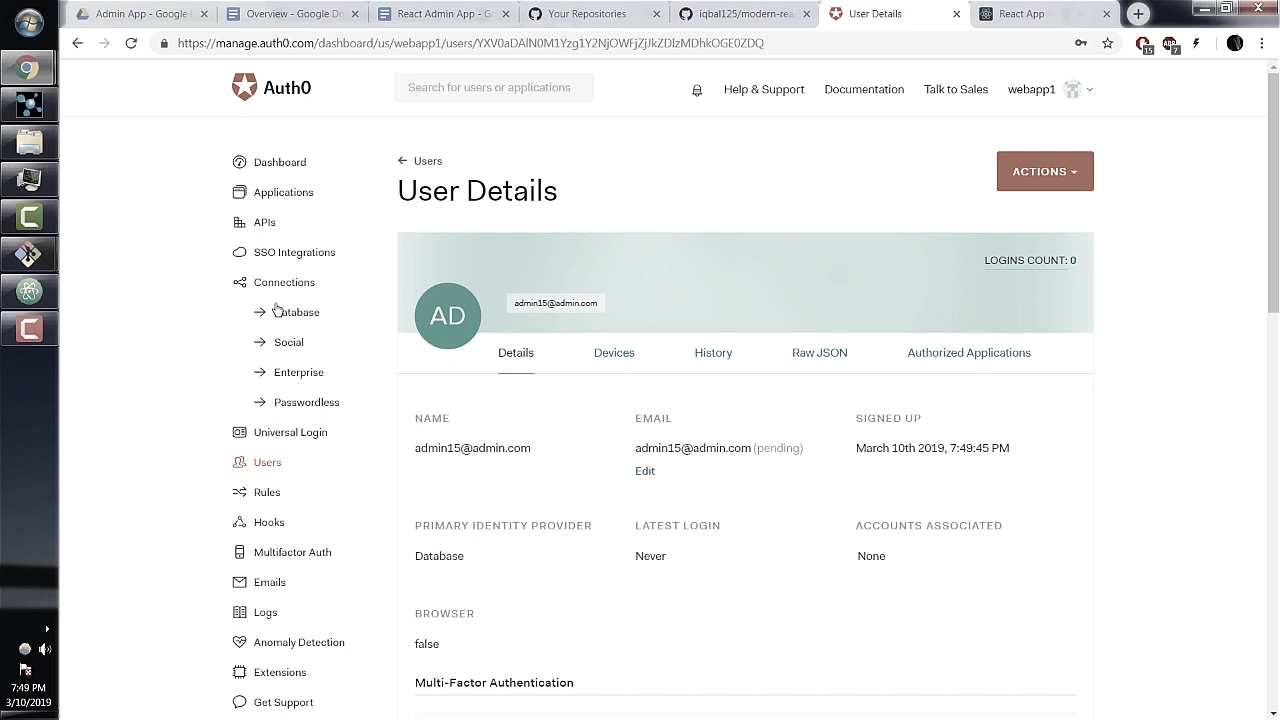 Admin App - Google
Overview - Google Do
React Admin - G
Your Repositories
iqbal
/modern-rea
User Details
React App
https://manage.auth0.com/dashboard/us/webapp1/users/YXV0aDAlN0M1Yzg1Y2NjOWFjZjJkZDIzMDhkOGE0ZDQ
15
7
Auth0
Search for users or applications
Help & Support
Documentation
Talk to Sales
webapp1
Dashboard
Applications
APIs
SSO Integrations
Connections
Database
Social
Enterprise
Passwordless
Universal Login
Users
Rules
Hooks
Multifactor Auth
Emails
Logs
Anomaly Detection
Extensions
Get Support
Users
User Details
ACTIONS
LOGINS COUNT: 0
AD
admin15@admin.com
Details
Devices
History
Raw JSON
Authorized Applications
NAME
EMAIL
SIGNED UP
admin15@admin.com
admin15@admin.com (pending)
March 10th 2019, 7:49:45 PM
Edit
PRIMARY IDENTITY PROVIDER
LATEST LOGIN
ACCOUNTS ASSOCIATED
Database
Never
None
BROWSER
false
Multi-Factor Authentication
7:49 PM
3/10/2019